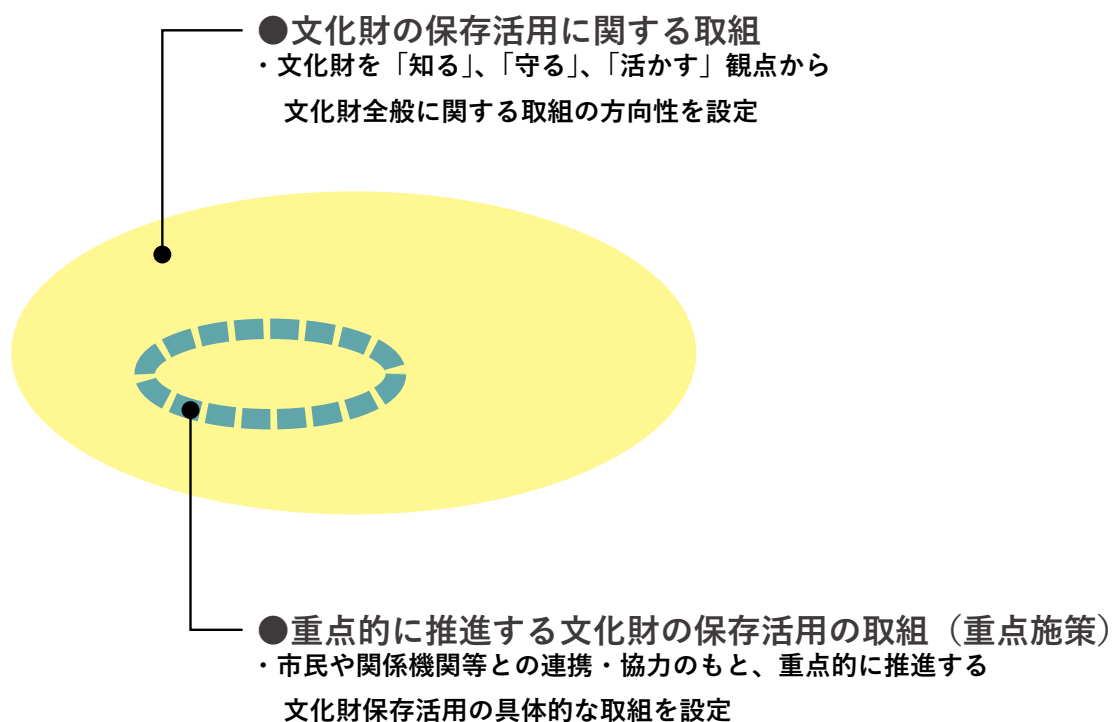 ●文化財の保存活用に関する取組
・文化財を「知る」、「守る」、「活かす」観点から
文化財全般に関する取組の方向性を設定
●重点的に推進する文化財の保存活用の取組（重点施策）
・市民や関係機関等との連携・協力のもと、重点的に推進する
文化財保存活用の具体的な取組を設定